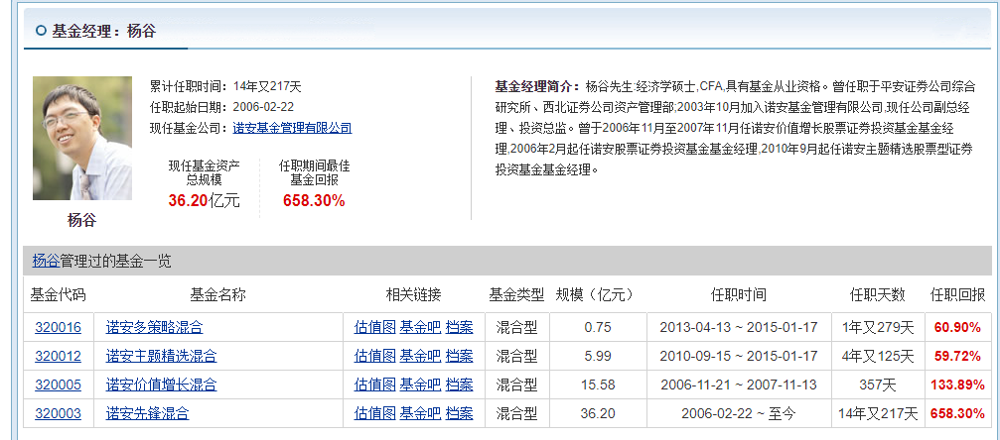 基金经理：杨谷
累计任职时间：14年又217天
任职起始日期：2006-02-22
现任基金公司：诺安基金管理有限公司
现任基金资产
总规模
36.20亿元
任职期间最佳
基金回报
658.30%
杨谷
基金经理简介：杨谷先生:经济学硕士,CFA,具有基金从业资格。曾任职于平安证券公司综合
研究所、西北证券公司资产管理部;2003年10月加入诺安基金管理有限公司,现任公司副总经
理、投资总监。曾于2006年11月至2007年11月任诺安价值增长股票证券投资基金基金经
理,2006年2月起任诺安股票证券投资基金基金经理,2010年9月起任诺安主题精选股票型证券
投资基金基金经理。
杨谷管理过的基金一览
基金代码 基金名称 相关链接 基金类型 规模（亿元） 任职时间 任职天数 任职回报
320016 诺安多策略混合 估值图 基金吧 档案 混合型 0.75 2013-04-13 ~ 2015-01-17 1年又279天 60.90%
320012 诺安主题精选混合 估值图 基金吧 档案 混合型 5.99 2010-09-15 ~ 2015-01-17 4年又125天 59.72%
320005 诺安价值增长混合 估值图 基金吧 档案 混合型 15.58 2006-11-21 ~ 2007-11-13 357天 133.89%
320003 诺安先锋混合 估值图 基金吧 档案 混合型 36.20 2006-02-22 ~ 至今 14年又217天 658.30%